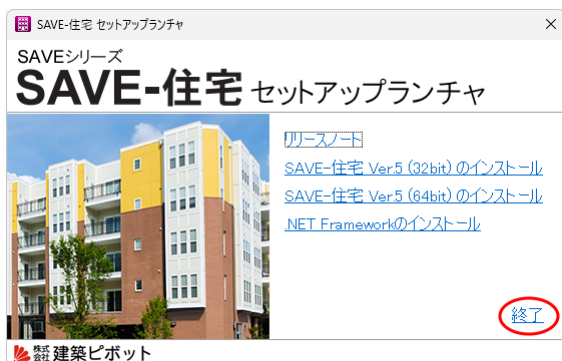 SAVE-住宅 セットアップランチャ
SAVEシリーズ
SAVE-住宅 セットアップランチャ
リリースノート
SAVE-住宅 Ver.5 (32bit) のインストール
SAVE-住宅 Ver.5 (64bit) のインストール
.NET Frameworkのインストール
終了
株式会社 建築ピボット